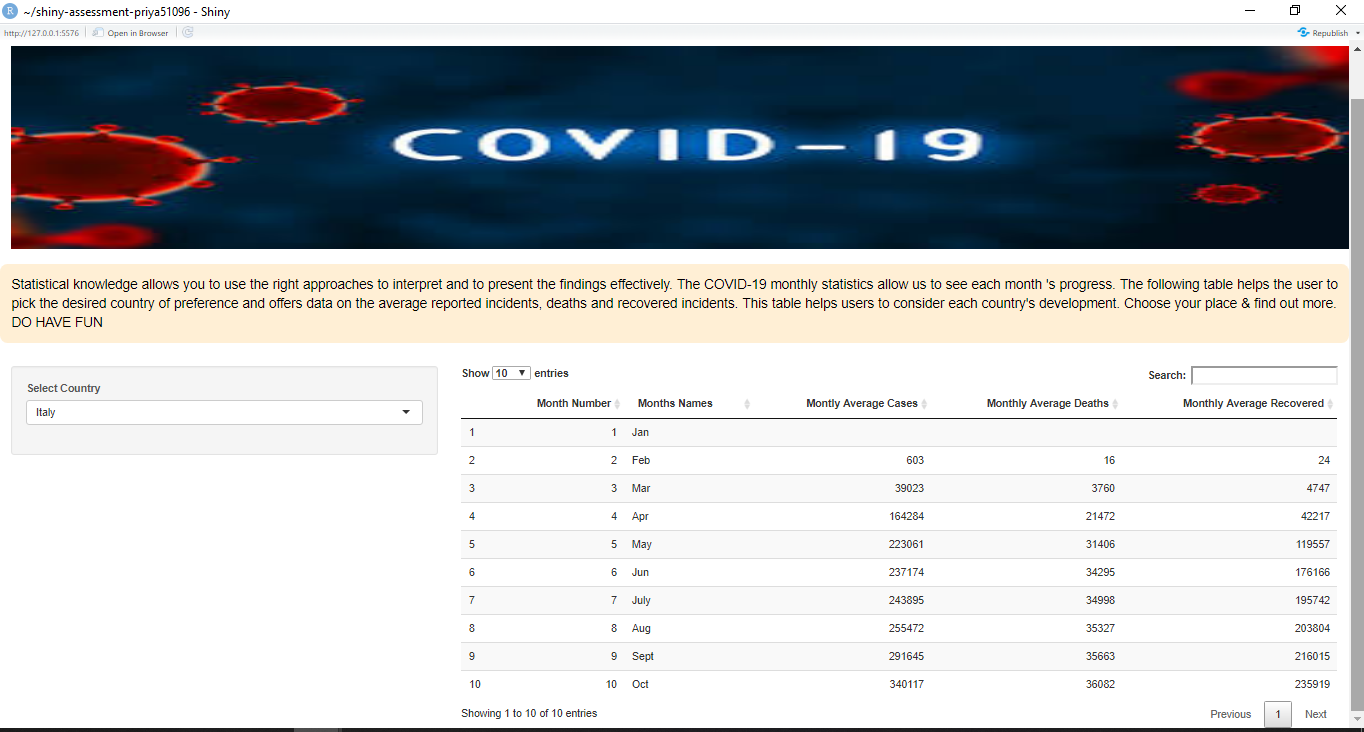 R ~/shiny-assessment-priya51096 - Shiny
http://127.0.0.1:5576 Open in Browser Republish
COVID-19
Statistical knowledge allows you to use the right approaches to interpret and to present the findings effectively. The COVID-19 monthly statistics allow us to see each month 's progress. The following table helps the user to
pick the desired country of preference and offers data on the average reported incidents, deaths and recovered incidents. This table helps users to consider each country's development. Choose your place & find out more.
DO HAVE FUN
Select Country
Italy
Show 10 entries
Search:
Month Number Months Names Montly Average Cases Monthly Average Deaths Monthly Average Recovered
1 1 Jan
2 2 Feb 603 16 24
3 3 Mar 39023 3760 4747
4 4 Apr 164284 21472 42217
5 5 May 223061 31406 119557
6 6 Jun 237174 34295 176166
7 7 July 243895 34998 195742
8 8 Aug 255472 35327 203804
9 9 Sept 291645 35663 216015
10 10 Oct 340117 36082 235919
Showing 1 to 10 of 10 entries
Previous 1 Next